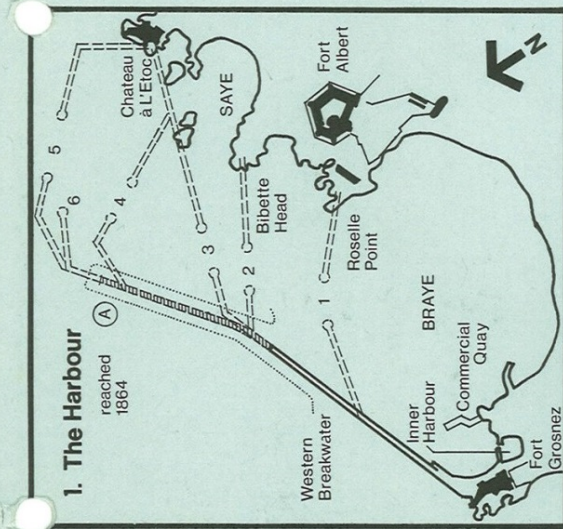 1. The Harbour
reached
1864
A
Western
Breakwater
Chateau
à L'Etoc
SAYE
Fort
Albert
N
5
6
4
3
2
1
Bibette
Head
Roselle
Point
BRAYE
Inner
Harbour
Commercial
Quay
Fort
Grosnez